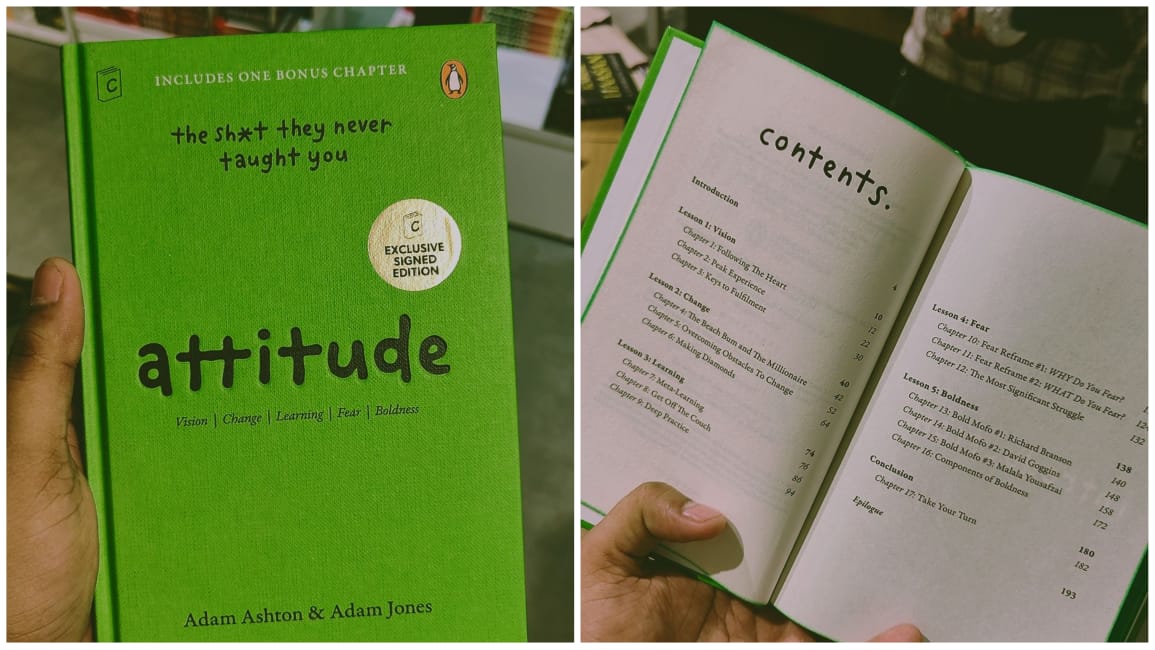 INCLUDES ONE BONUS CHAPTER
C
the sh*t they never
taught you
C
EXCLUSIVE
SIGNED
EDITION
attitude
Vision | Change | Learning | Fear | Boldness
Adam Ashton & Adam Jones
contents.
Introduction
Lesson 1: Vision
Chapter 1: Following The Heart
Chapter 2: Peak Experience
Chapter 3: Keys to Fulfilment
Lesson 2: Change
Chapter 4: The Beach Bum and The Millionaire
Chapter 5: Overcoming Obstacles To Change
Chapter 6: Making Diamonds
Lesson 3: Learning
Chapter 7: Meta-Learning
Chapter 8: Get Off The Couch
Chapter 9: Deep Practice
4
10
12
22
30
40
42
52
64
74
76
86
94
Lesson 4: Fear
Chapter 10: Fear Reframe #1: WHY Do You Fear?
Chapter 11: Fear Reframe #2: WHAT Do You Fear?
Chapter 12: The Most Significant Struggle
Lesson 5: Boldness
Chapter 13: Bold Mofo #1: Richard Branson
Chapter 14: Bold Mofo #2: David Goggins
Chapter 15: Bold Mofo #3: Malala Yousafzai
Chapter 16: Components of Boldness
Conclusion
Chapter 17: Take Your Turn
Epilogue
132
138
140
148
158
172
180
182
193